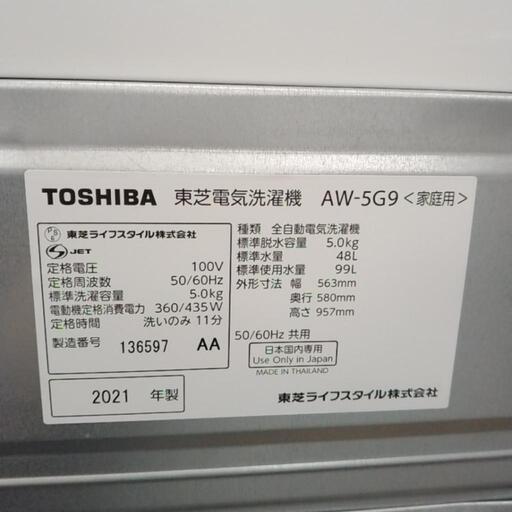 TOSHIBA 東芝電気洗濯機 AW-5G9<家庭用>
PS E 東芝ライフスタイル株式会社
S JET
定格電圧 100V
定格周波数 50/60Hz
標準洗濯容量 5.0kg
電動機定格消費電力 360/435W
定格時間 洗いのみ 11分
製造番号 136597 AA
2021 年製
種類 全自動電気洗濯機
標準脱水容量 5.0kg
標準水量 48L
標準使用水量 99L
外形寸法 幅 563mm
奥行 580mm
高さ 957mm
50/60Hz 共用
日本国内専用
Use Only in Japan
MADE IN THAILAND
東芝ライフスタイル株式会社